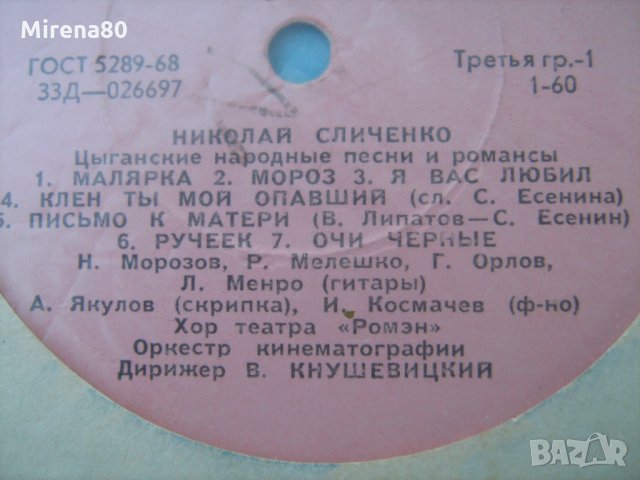 Mirena80
ГОСТ 5289-68
33Д—026697
Третья гр.-1
1-60
НИКОЛАЙ СЛИЧЕНКО
Цыганские народные песни и романсы
1. МАЛЯРКА 2. МОРОЗ 3. Я ВАС ЛЮБИЛ
4. КЛЕН ТЫ МОЙ ОПАВШИЙ (сл. С. Есенина)
5. ПИСЬМО К МАТЕРИ (В. Липатов—С. Есенин)
6. РУЧЕЕК 7. ОЧИ ЧЕРНЫЕ
Н. Морозов, Р. Мелешко, Г. Орлов,
Л. Менро (гитары)
А. Якулов (скрипка), И. Космачев (ф-но)
Хор театра «Ромэн»
Оркестр кинематографии
Дирижер В. КНУШЕВИЦКИЙ
BAZAR